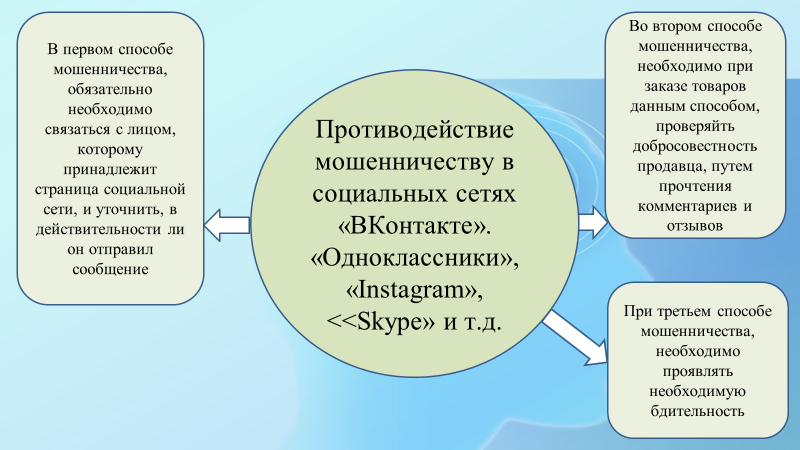 В первом способе
мошенничества,
обязательно
необходимо
связаться с лицом,
которому
принадлежит
страница социальной
сети, и уточнить, в
действительности ли
он отправил
сообщение
Противодействие
мошенничеству в
социальных сетях
«ВКонтакте».
«Одноклассники»,
«Instagram»,
<<Skype» и т.д.
Во втором способе
мошенничества,
необходимо при
заказе товаров
данным способом,
проверяйть
добросовестность
продавца, путем
прочтения
комментариев и
отзывов
При третьем способе
мошенничества,
необходимо
проявлять
необходимую
бдительность